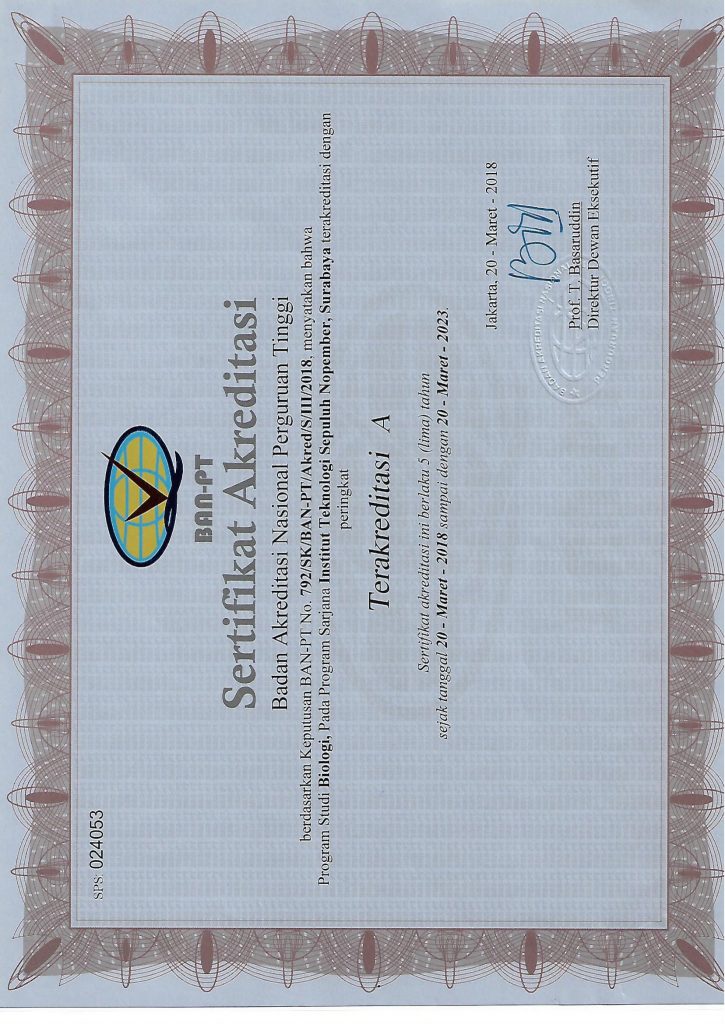 SPS: 024053
BAN-PT
Sertifikat Akreditasi
Badan Akreditasi Nasional Perguruan Tinggi
berdasarkan Keputusan BAN-PT No. 792/SK/BAN-PT/Akred/S/III/2018, menyatakan bahwa
Program Studi Biologi, Pada Program Sarjana Institut Teknologi Sepuluh Nopember, Surabaya terakreditasi dengan
peringkat
Terakreditasi A
Sertifikat akreditasi ini berlaku 5 (lima) tahun
sejak tanggal 20 - Maret - 2018 sampai dengan 20 - Maret - 2023.
Jakarta, 20 - Maret - 2018
Prof. T. Basaruddin
Direktur Dewan Eksekutif